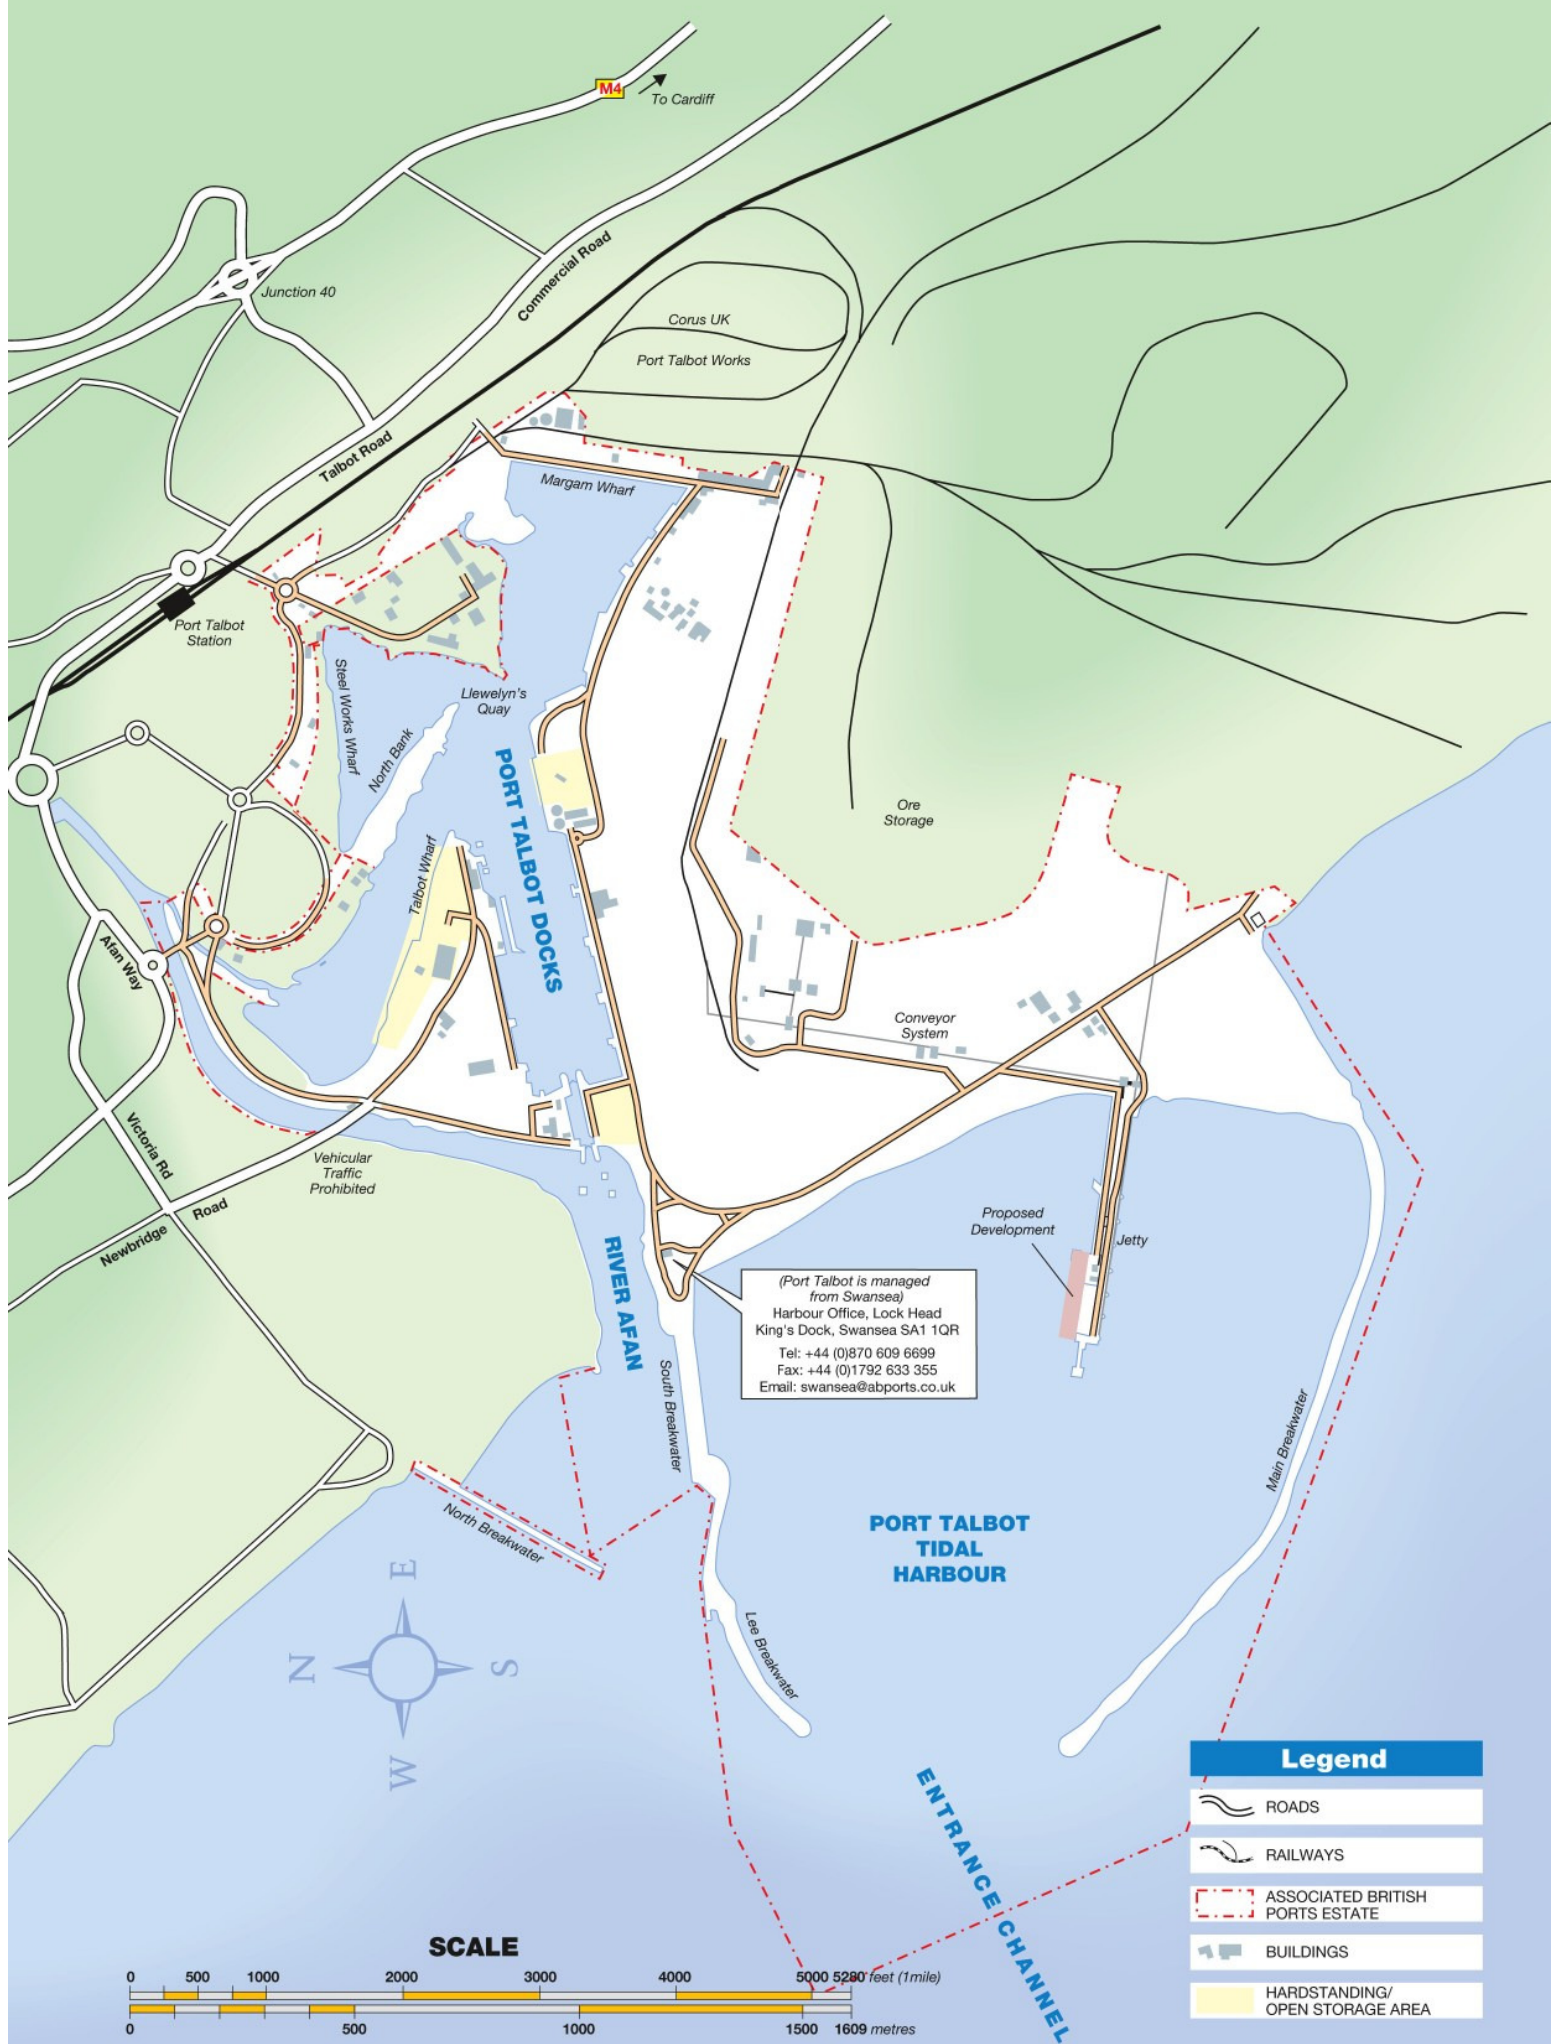 M4
To Cardiff
Junction 40
Commercial Road
Corus UK
Port Talbot Works
Talbot Road
Margam Wharf
Port Talbot
Station
Steel Works Wharf
Llewelyn's
Quay
North Bank
PORT TALBOT DOCKS
Ore
Storage
Talbot Wharf
Afan Way
Conveyor
System
Victoria Rd
Vehicular
Traffic
Prohibited
Newbridge Road
Proposed
Development
Jetty
RIVER AFAN
(Port Talbot is managed
from Swansea)
Harbour Office, Lock Head
King's Dock, Swansea SA1 1QR
Tel: +44 (0)870 609 6699
Fax: +44 (0)1792 633 355
Email: swansea@abports.co.uk
South Breakwater
Main Breakwater
North Breakwater
PORT TALBOT
TIDAL
HARBOUR
Lee Breakwater
E
N
S
W
ENTRANCE CHANNEL
Legend
ROADS
RAILWAYS
ASSOCIATED BRITISH
PORTS ESTATE
BUILDINGS
HARDSTANDING/
OPEN STORAGE AREA
SCALE
0 500 1000 2000 3000 4000 5000 5280 feet (1mile)
0 500 1000 1500 1609 metres